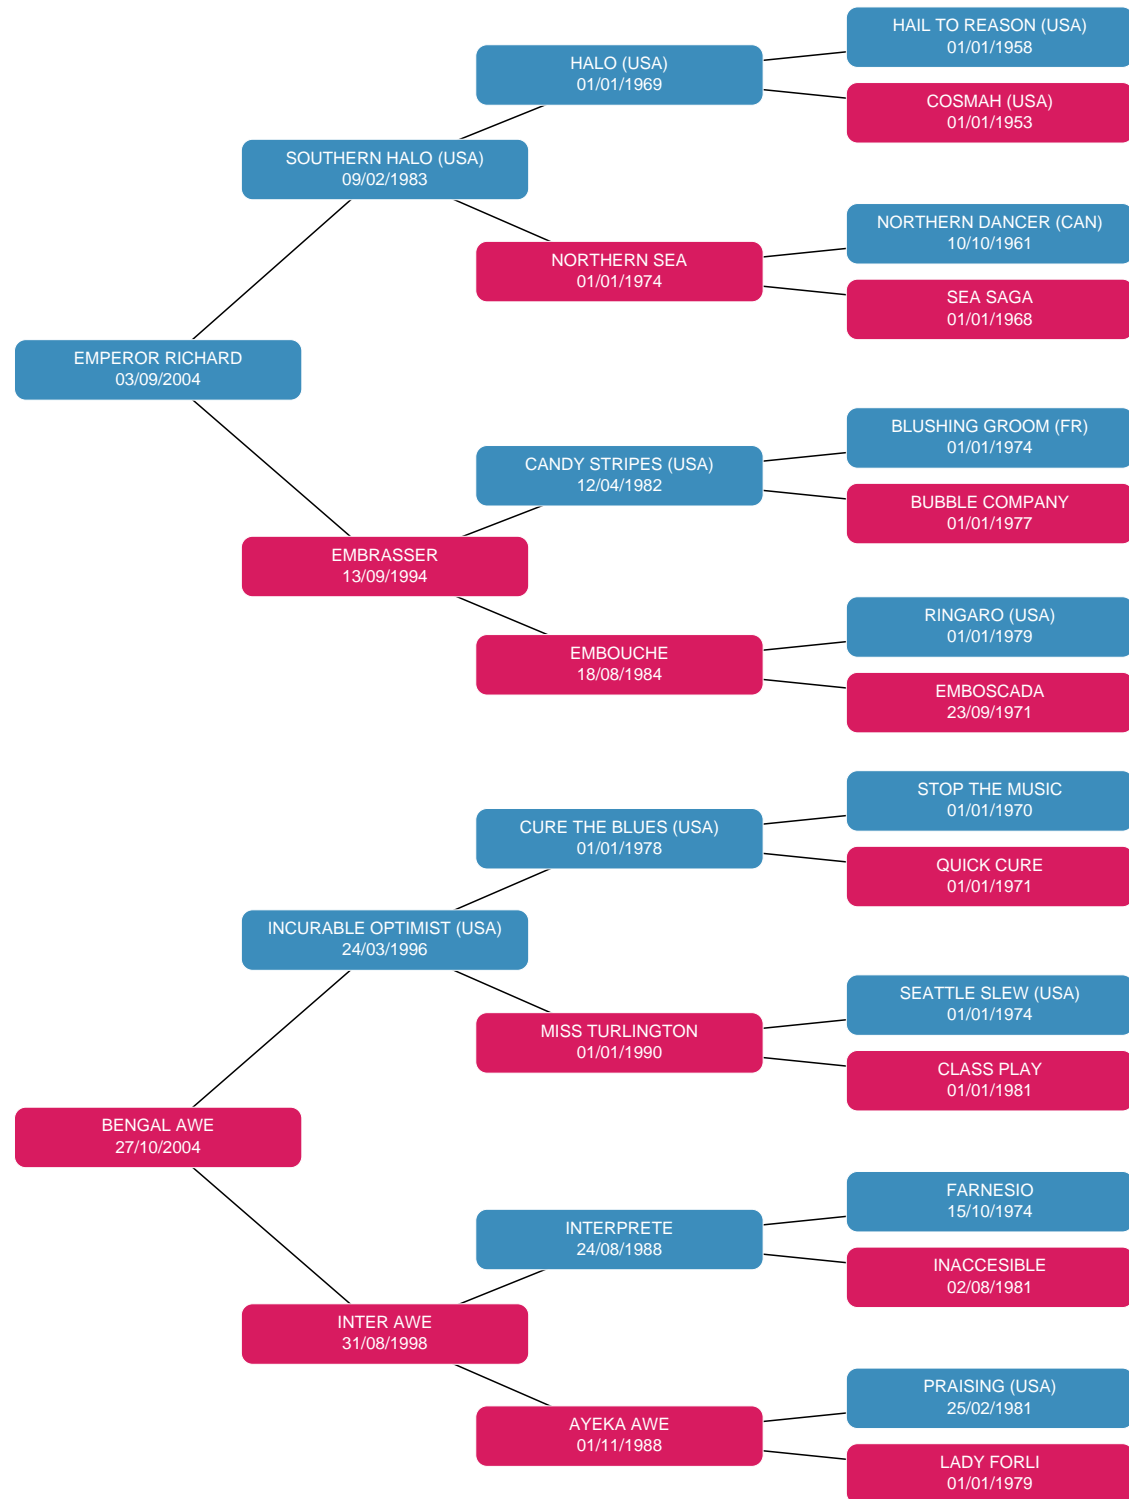 HAIL TO REASON (USA)
01/01/1958
HALO (USA)
01/01/1969
COSMAH (USA)
01/01/1953
SOUTHERN HALO (USA)
09/02/1983
NORTHERN DANCER (CAN)
10/10/1961
NORTHERN SEA
01/01/1974
SEA SAGA
01/01/1968
EMPEROR RICHARD
03/09/2004
BLUSHING GROOM (FR)
01/01/1974
CANDY STRIPES (USA)
12/04/1982
BUBBLE COMPANY
01/01/1977
EMBRASSER
13/09/1994
RINGARO (USA)
01/01/1979
EMBOUCHE
18/08/1984
EMBOSCADA
23/09/1971
STOP THE MUSIC
01/01/1970
CURE THE BLUES (USA)
01/01/1978
QUICK CURE
01/01/1971
INCURABLE OPTIMIST (USA)
24/03/1996
SEATTLE SLEW (USA)
01/01/1974
MISS TURLINGTON
01/01/1990
CLASS PLAY
01/01/1981
BENGAL AWE
27/10/2004
FARNESIO
15/10/1974
INTERPRETE
24/08/1988
INACCESIBLE
02/08/1981
INTER AWE
31/08/1998
PRAISING (USA)
25/02/1981
AYEKA AWE
01/11/1988
LADY FORLI
01/01/1979